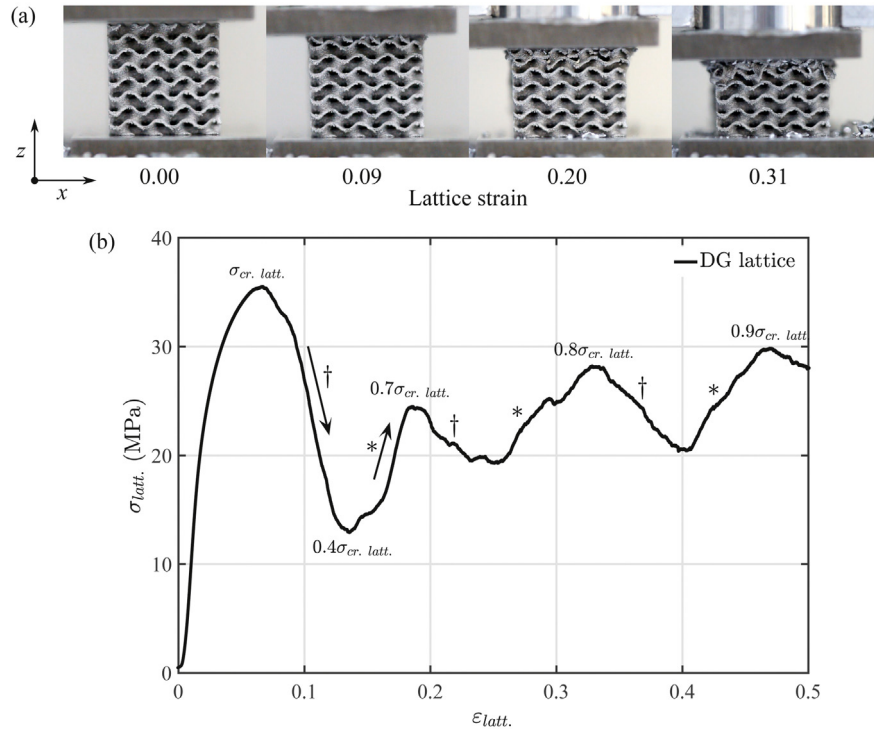 (a)
z
x
0.00 0.09 0.20 0.31
Lattice strain
(b)
40
30
20
10
0
σlatt. (MPa)
DG lattice
σcr. latt.
†
0.7σcr. latt.
*
0.4σcr. latt.
†
*
0.8σcr. latt.
†
*
0.9σcr. latt.
0 0.1 0.2 0.3 0.4 0.5
εlatt.